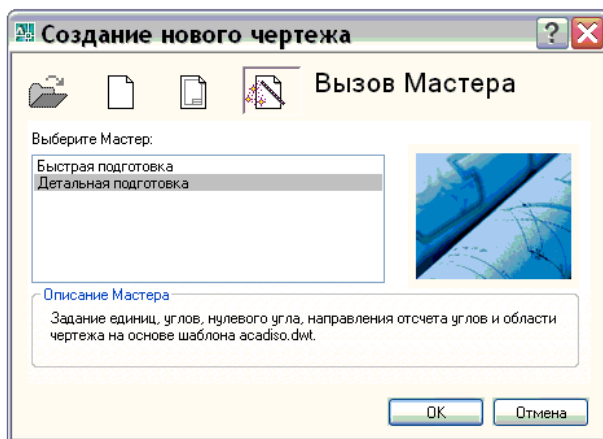 Создание нового чертежа
Вызов Мастера
Выберите Мастер:
Быстрая подготовка
Детальная подготовка
Описание Мастера
Задание единиц, углов, нулевого угла, направления отсчета углов и области
чертежа на основе шаблона acadiso.dwt.
OK
Отмена